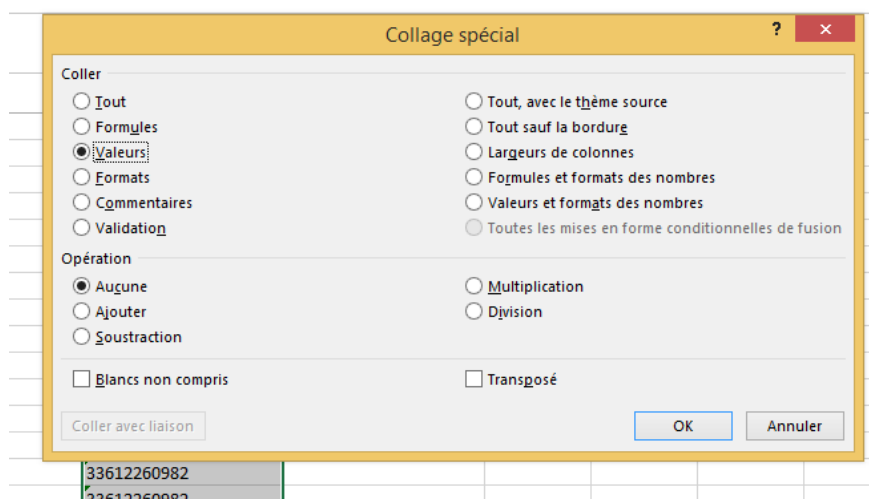 Collage spécial
?
Coller
Tout
Formules
Valeurs
Formats
Commentaires
Validation
Tout, avec le thème source
Tout sauf la bordure
Largeurs de colonnes
Formules et formats des nombres
Valeurs et formats des nombres
Toutes les mises en forme conditionnelles de fusion
Opération
Aucune
Ajouter
Soustraction
Multiplication
Division
Blancs non compris
Transposé
Coller avec liaison
OK
Annuler
33612260982
33612260982